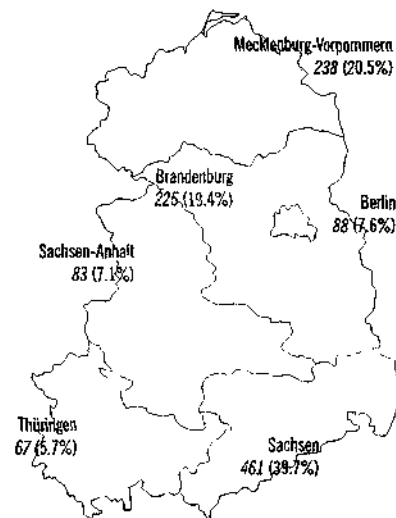 Mecklenburg-Vorpommern
238 (20.5%)
Brandenburg
225 (19.4%)
Berlin
88 (7.6%)
Sachsen-Anhalt
83 (7.1%)
Thüringen
67 (5.7%)
Sachsen
461 (39.7%)